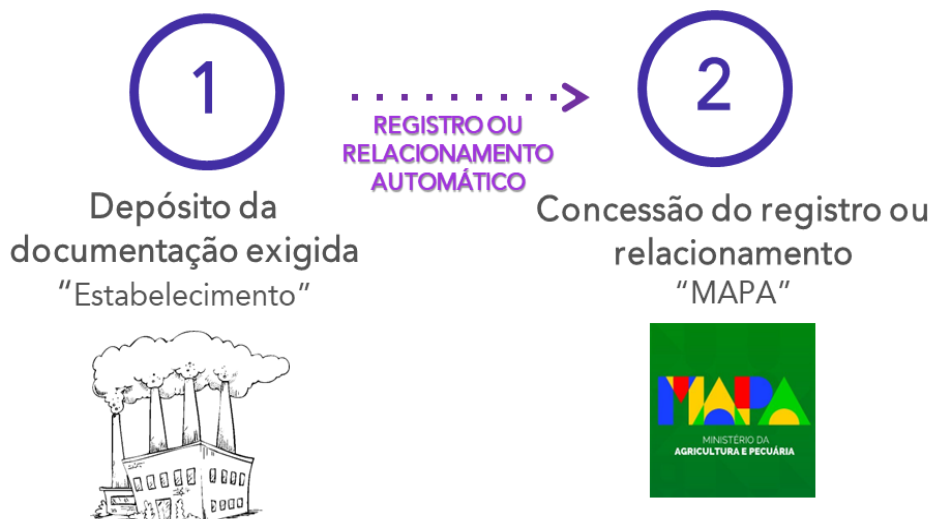 1
2
REGISTRO OU
RELACIONAMENTO
AUTOMÁTICO
Depósito da
documentação exigida
“Estabelecimento”
Concessão do registro ou
relacionamento
“MAPA”
MAPA
MINISTÉRIO DA
AGRICULTURA E PECUÁRIA